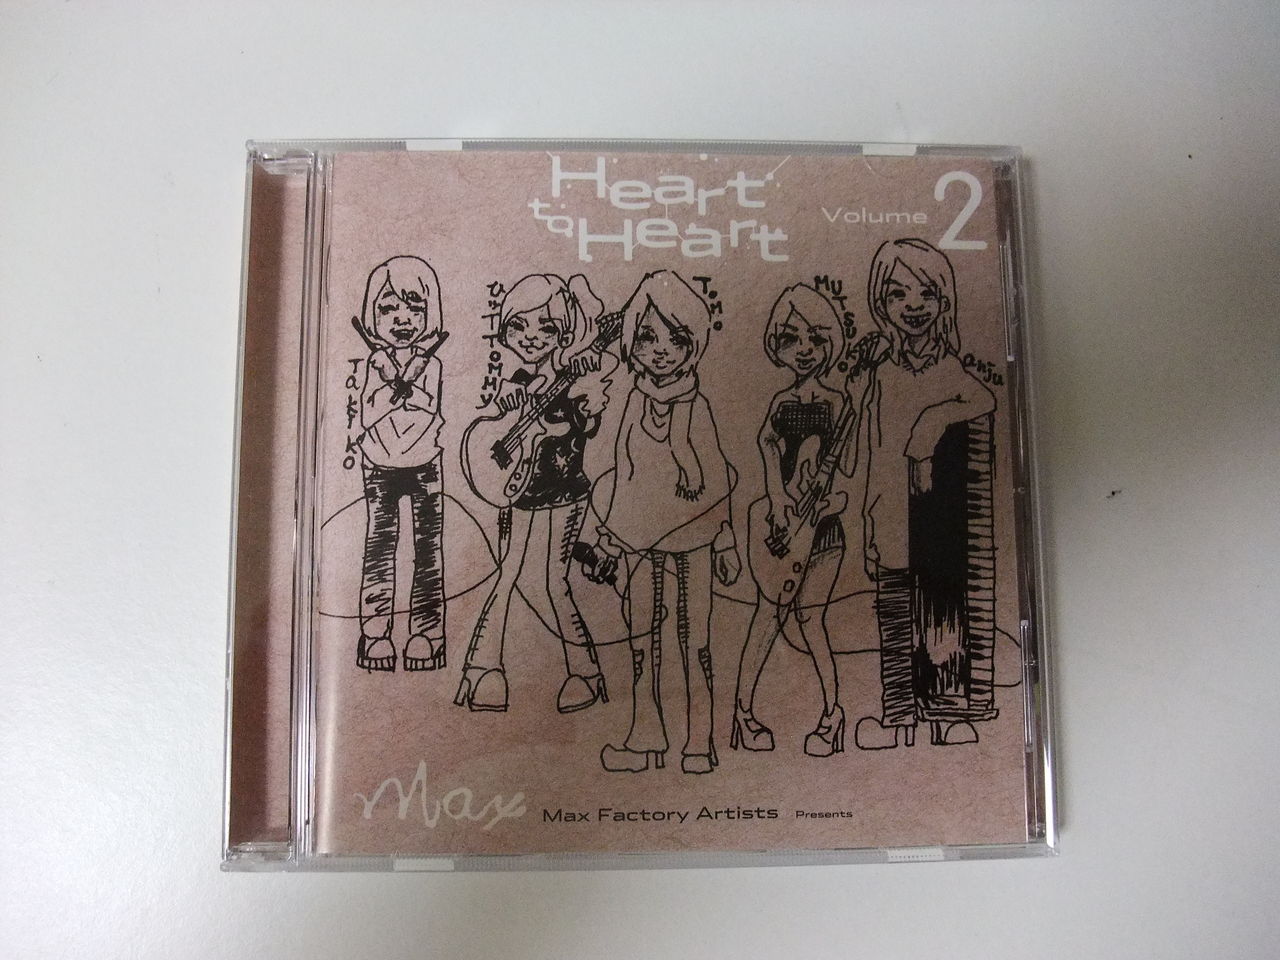 Heart
to Heart
Volume 2
Takiko
TOMMY
Tomo
MUTSUKO
anju
Max
Max Factory Artists Presents